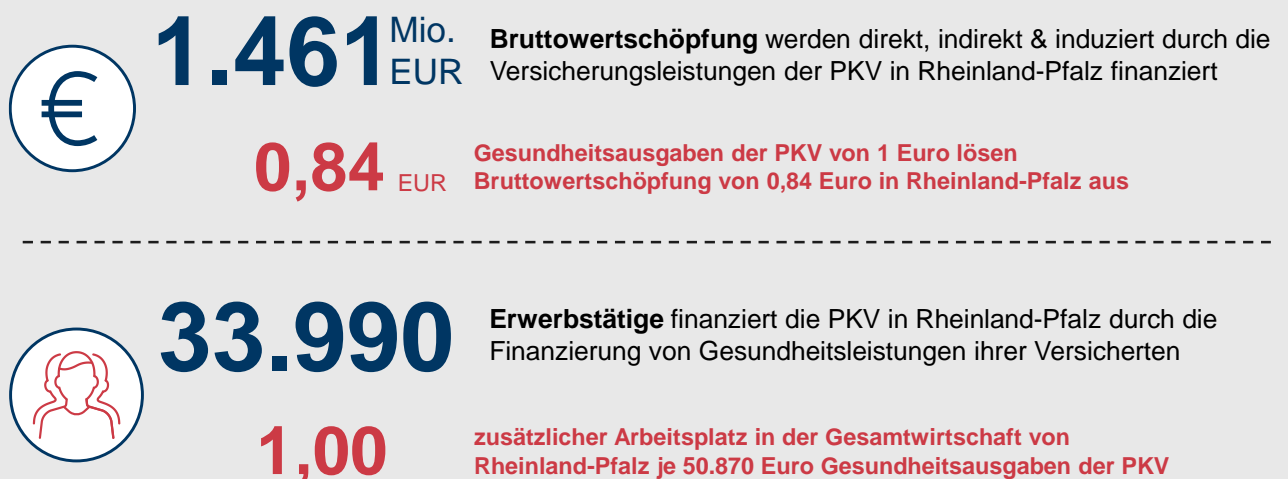 1.461 Mio. EUR
Bruttowertschöpfung werden direkt, indirekt & induziert durch die
Versicherungsleistungen der PKV in Rheinland-Pfalz finanziert
€
0,84 EUR
Gesundheitsausgaben der PKV von 1 Euro lösen
Bruttowertschöpfung von 0,84 Euro in Rheinland-Pfalz aus
33.990
Erwerbstätige finanziert die PKV in Rheinland-Pfalz durch die
Finanzierung von Gesundheitsleistungen ihrer Versicherten
1,00
zusätzlicher Arbeitsplatz in der Gesamtwirtschaft von
Rheinland-Pfalz je 50.870 Euro Gesundheitsausgaben der PKV